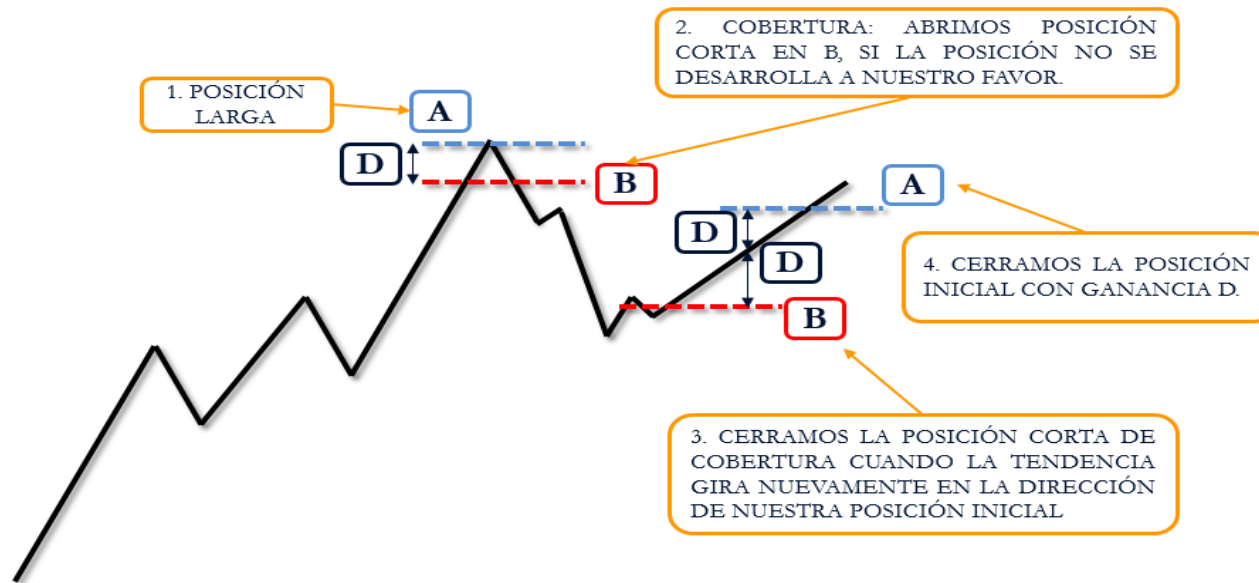 2. COBERTURA: ABRIMOS POSICIÓN
CORTA EN B, SI LA POSICIÓN NO SE
DESARROLLA A NUESTRO FAVOR.
1. POSICIÓN
LARGA
A
D
B
A
D
D
B
4. CERRAMOS LA POSICIÓN
INICIAL CON GANANCIA D.
3. CERRAMOS LA POSICIÓN CORTA DE
COBERTURA CUANDO LA TENDENCIA
GIRA NUEVAMENTE EN LA DIRECCIÓN
DE NUESTRA POSICIÓN INICIAL